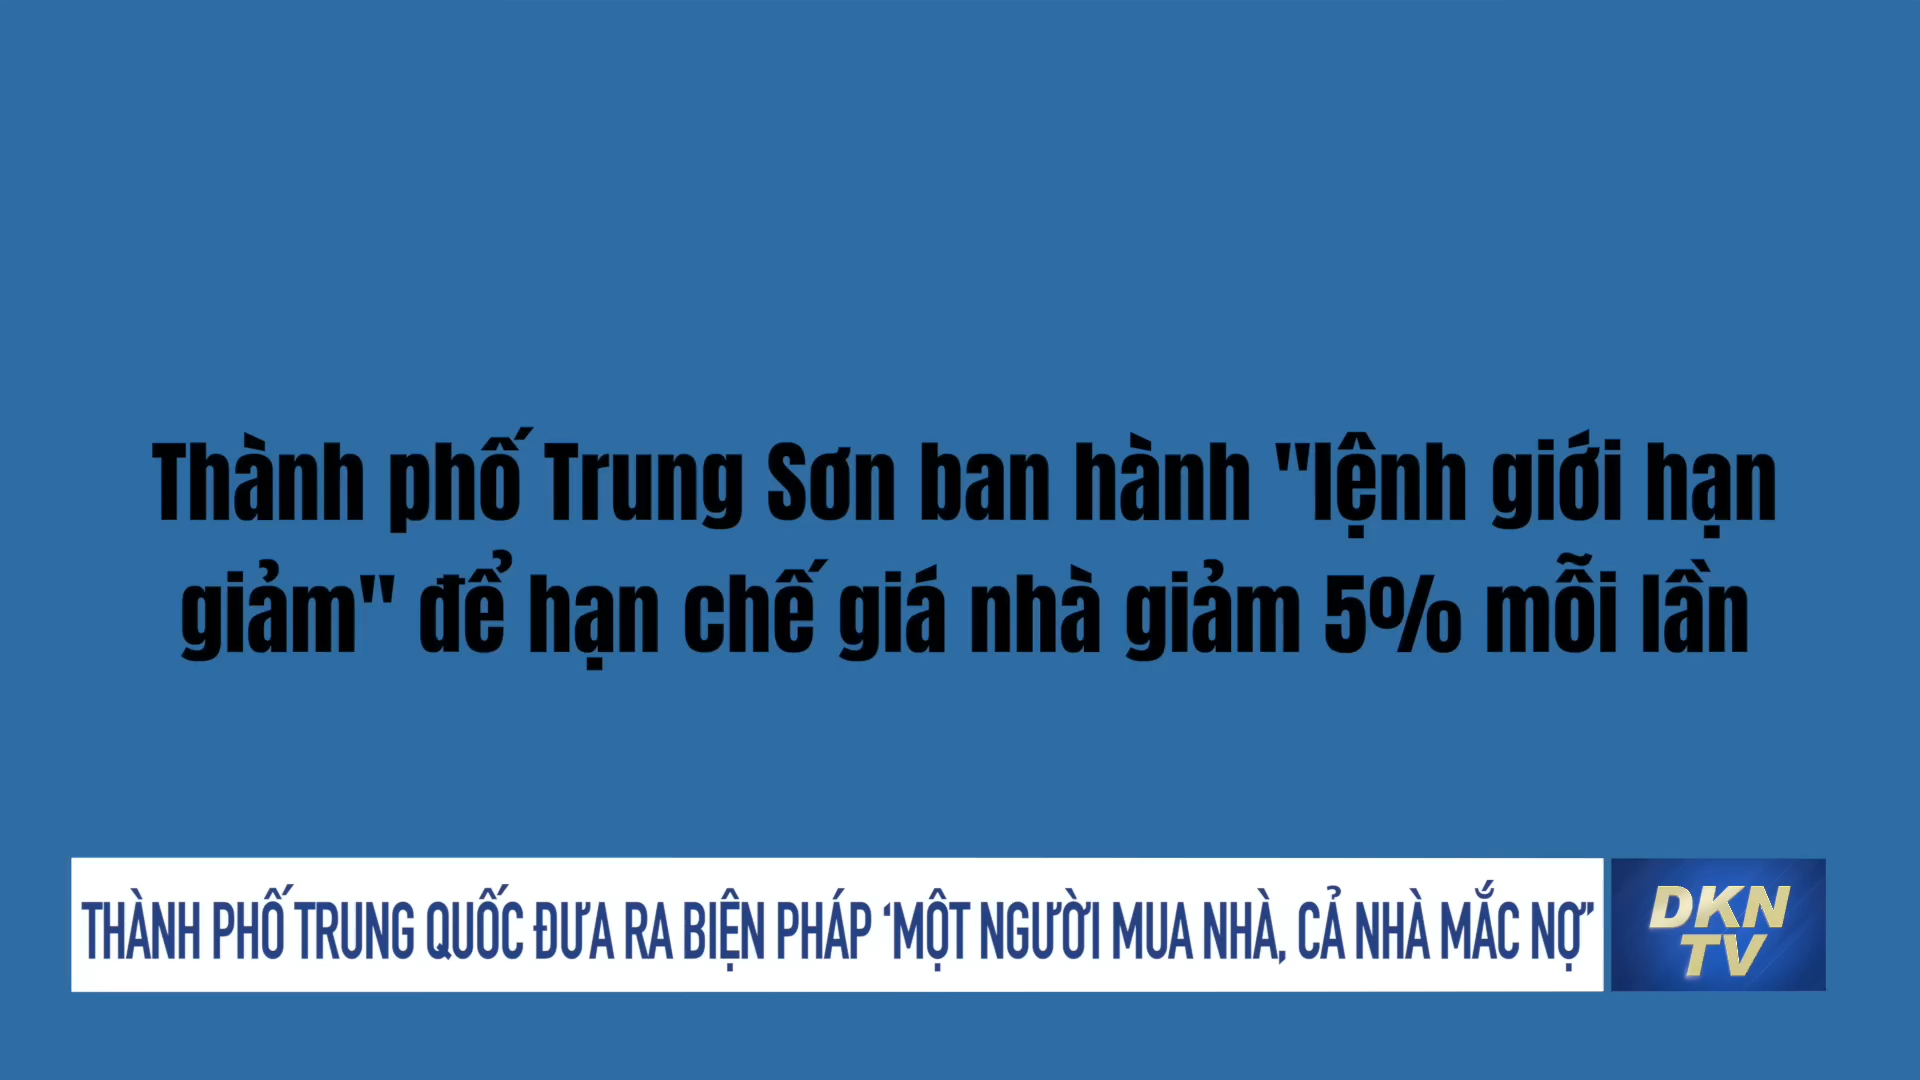 Thành phố Trung Sơn ban hành "lệnh giới hạn
giảm" để hạn chế giá nhà giảm 5% mỗi lần
THÀNH PHỐ TRUNG QUỐC ĐƯA RA BIỆN PHÁP ‘MỘT NGƯỜI MUA NHÀ, CẢ NHÀ MẮC NỢ’
DKN
TV